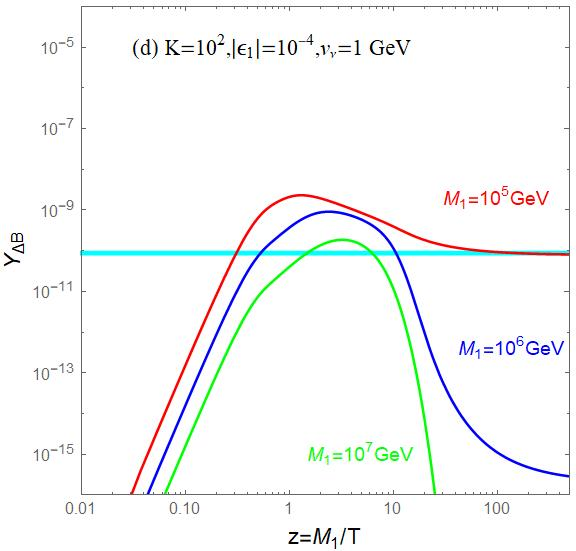 (d) K=10²,|ϵ₁|=10⁻⁴,νᵥ=1 GeV
10⁻⁵
10⁻⁷
10⁻⁹
10⁻¹¹
10⁻¹³
10⁻¹⁵
Y_ΔB
M₁=10⁵GeV
M₁=10⁶GeV
M₁=10⁷GeV
0.01 0.10 1 10 100
z=M₁/T